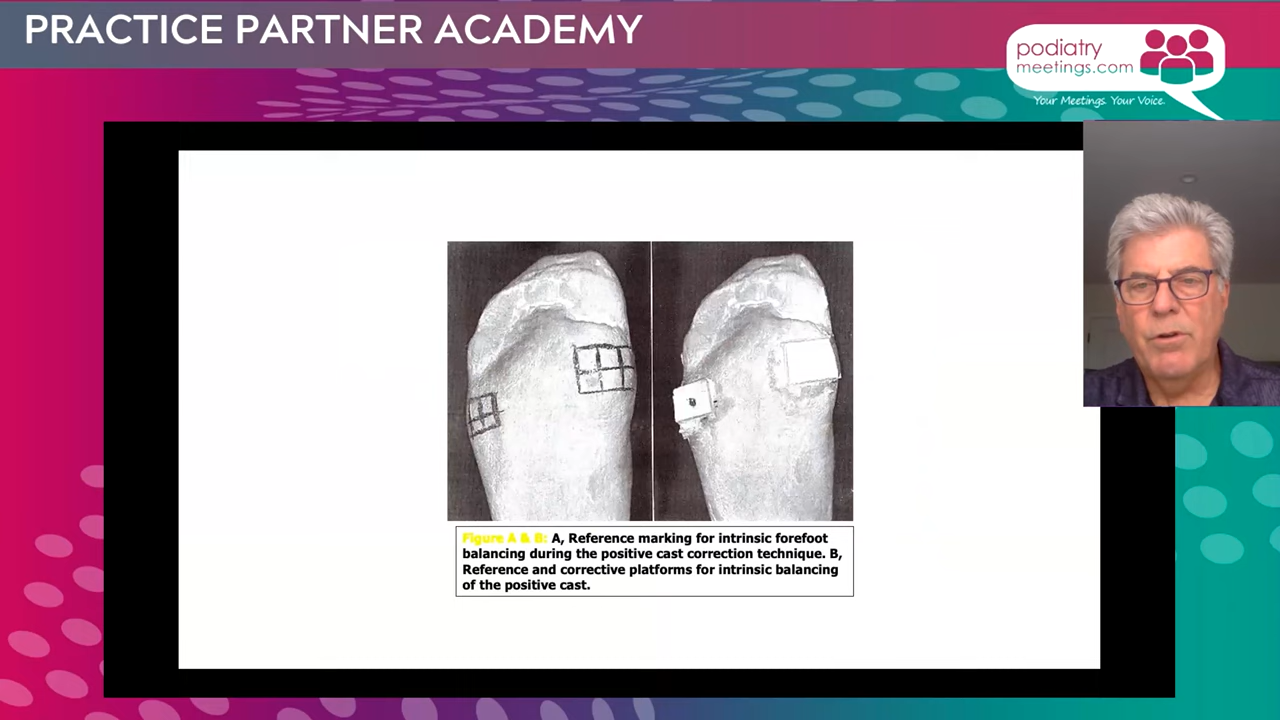 PRACTICE PARTNER ACADEMY
podiatry
meetings.com
Your Meetings. Your Voice.
Figure A & B: A, Reference marking for intrinsic forefoot
balancing during the positive cast correction technique. B,
Reference and corrective platforms for intrinsic balancing
of the positive cast.